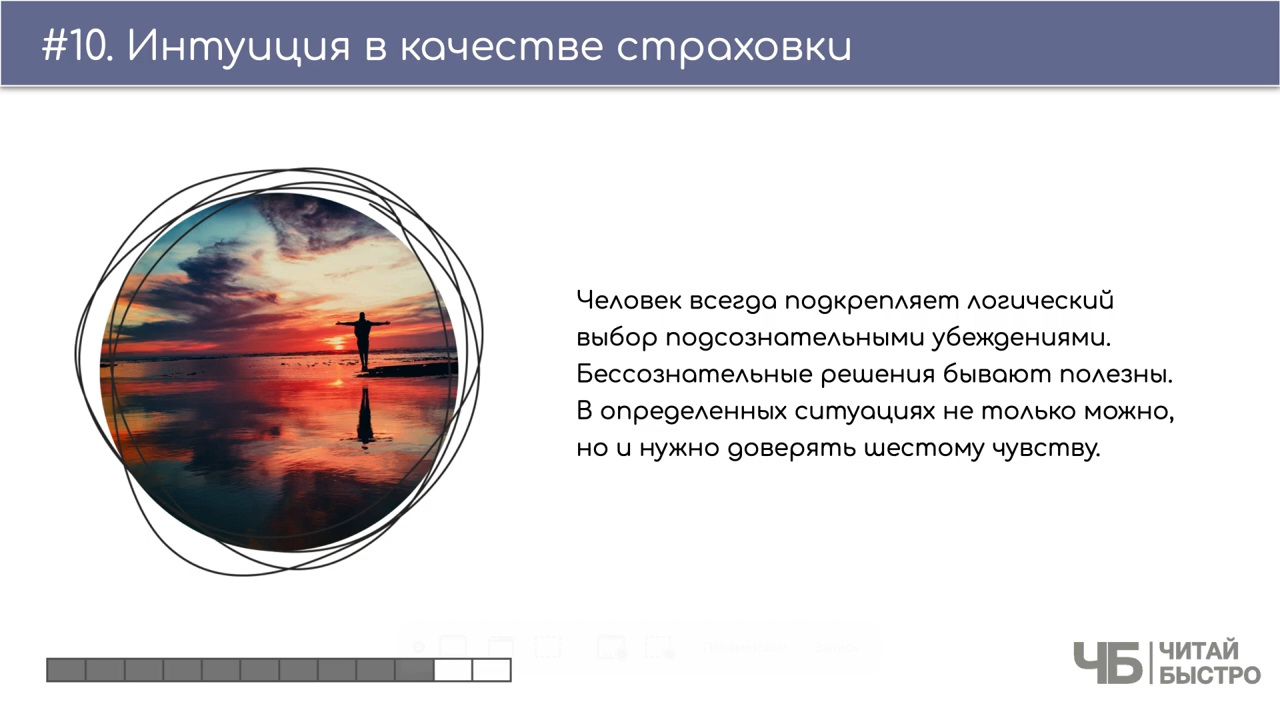 #10. Интуиция в качестве страховки
Человек всегда подкрепляет логический
выбор подсознательными убеждениями.
Бессознательные решения бывают полезны.
В определенных ситуациях не только можно,
но и нужно доверять шестому чувству.
ЧБ
ЧИТАЙ
БЫСТРО